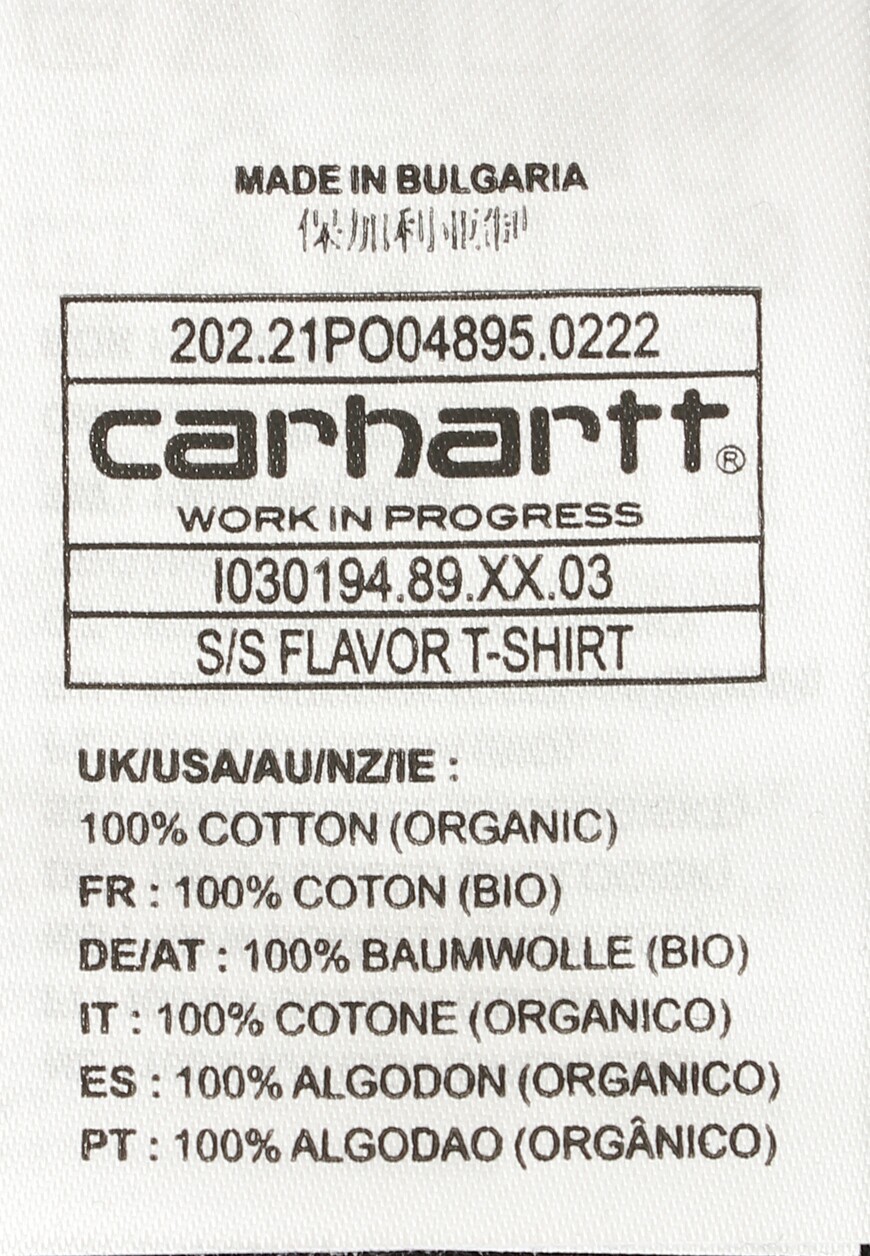 MADE IN BULGARIA
保加利亚制
202.21PO04895.0222
carhartt®
WORK IN PROGRESS
I030194.89.XX.03
S/S FLAVOR T-SHIRT
UK/USA/AU/NZ/IE :
100% COTTON (ORGANIC)
FR : 100% COTON (BIO)
DE/AT : 100% BAUMWOLLE (BIO)
IT : 100% COTONE (ORGANICO)
ES : 100% ALGODON (ORGANICO)
PT : 100% ALGODAO (ORGÂNICO)